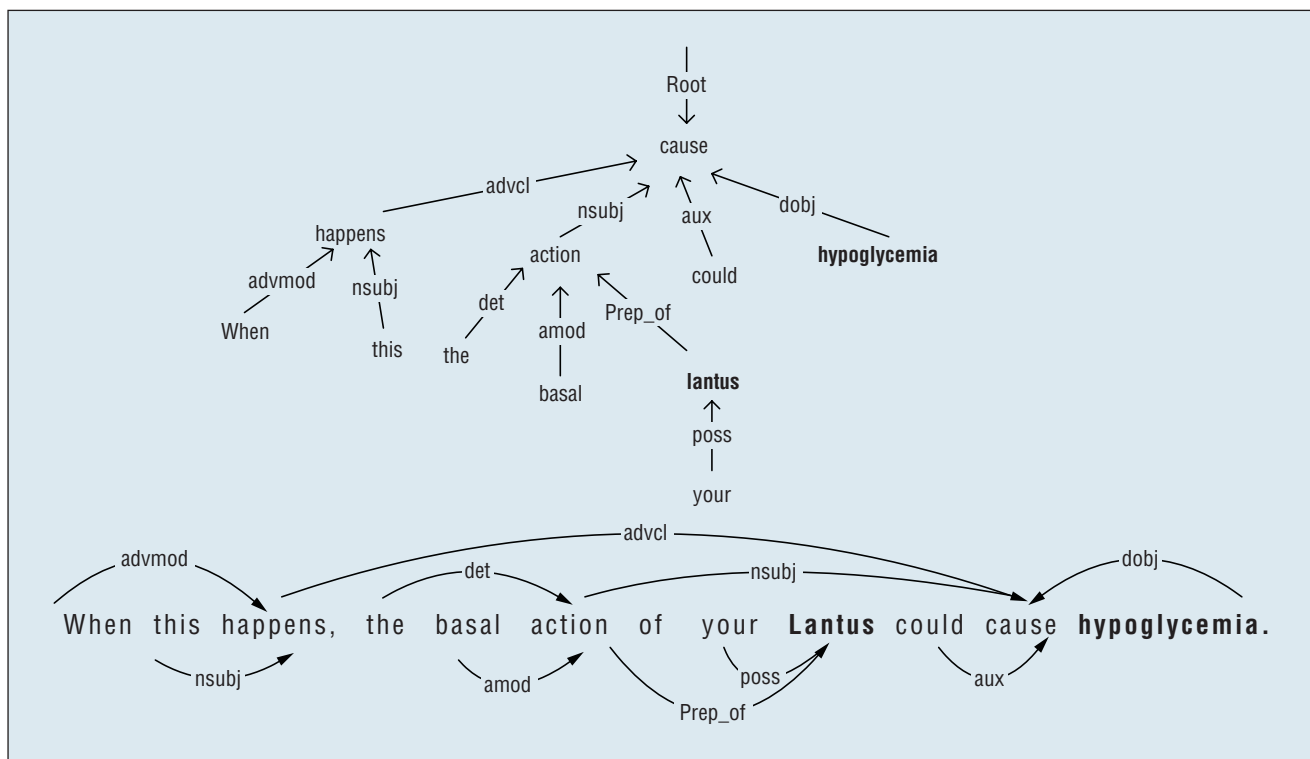 Root
cause
advcl
nsubj
aux
dobj
happens
action
hypoglycemia
could
advmod
nsubj
det
amod
Prep_of
When
this
the
basal
lantus
poss
your
advcl
advmod
det
nsubj
dobj
When this happens, the basal action of your Lantus could cause hypoglycemia.
nsubj
amod
poss
aux
Prep_of